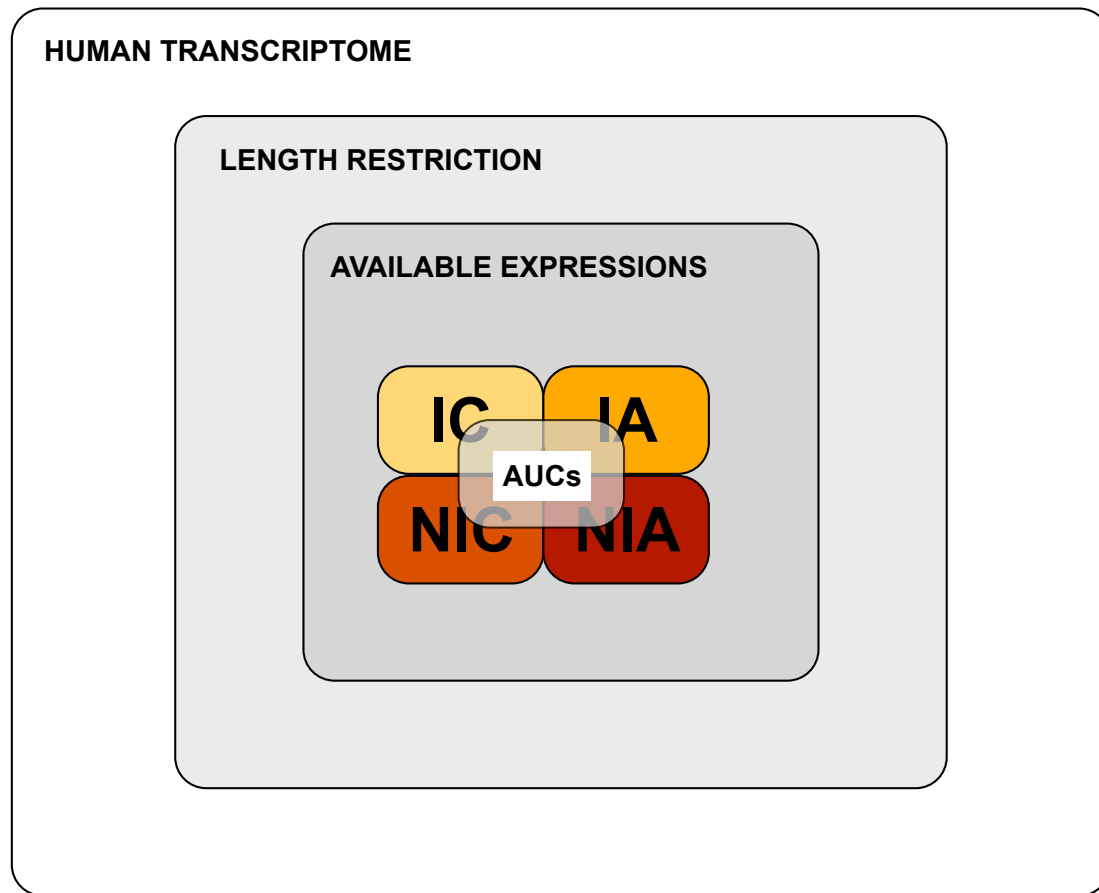 HUMAN TRANSCRIPTOME
LENGTH RESTRICTION
AVAILABLE EXPRESSIONS
IC IA
AUCs
NIC NIA